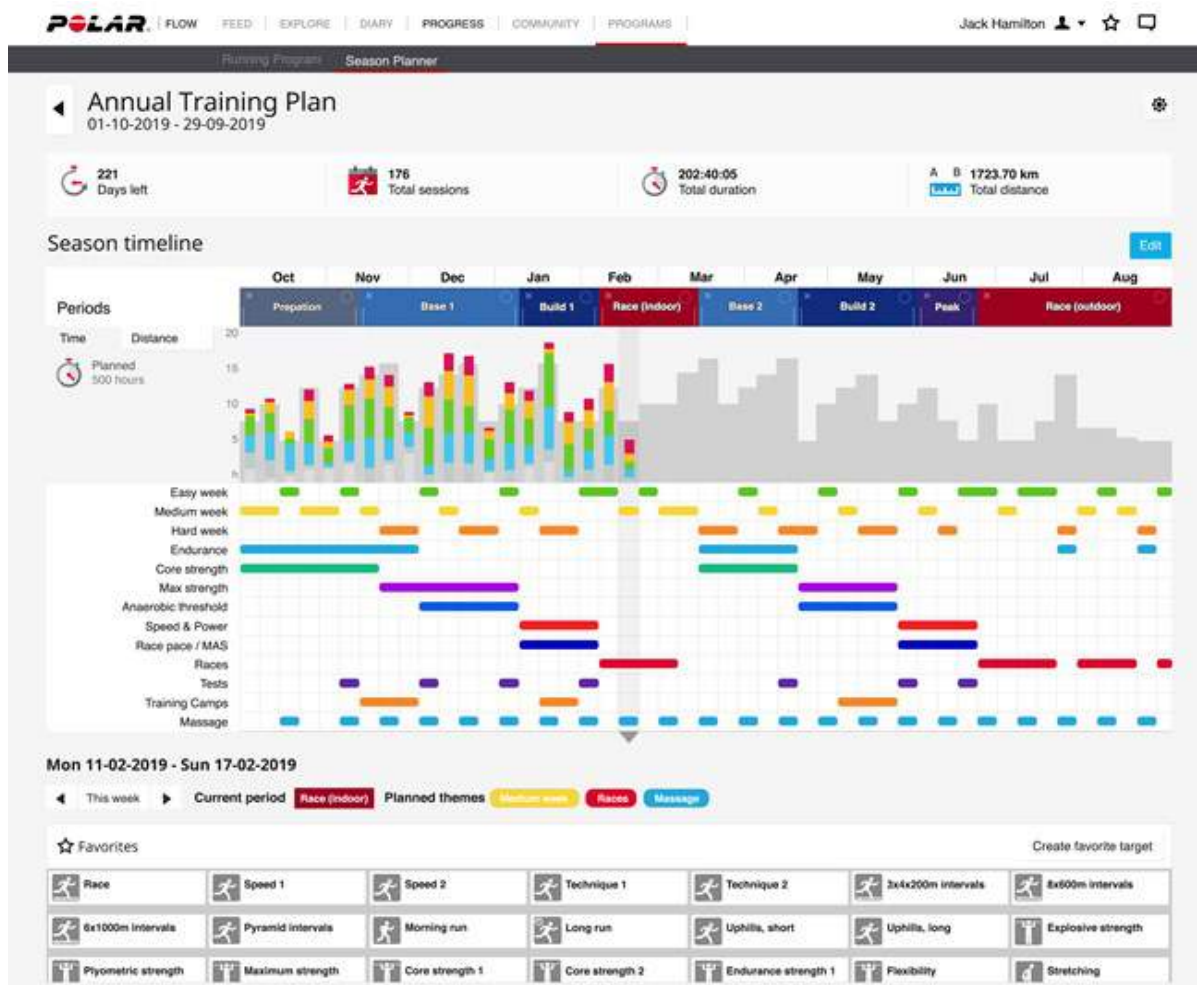 POLAR. FLOW FEED EXPLORE DIARY PROGRESS COMMUNITY PROGRAMS Jack Hamilton
Running Program Season Planner
Annual Training Plan
01-10-2019 - 29-09-2019
221 176 202:40:05 A B 1723.70 km
Days left Total sessions Total duration Total distance
Season timeline Edit
Oct Nov Dec Jan Feb Mar Apr May Jun Jul Aug
Periods Prepation Base 1 Build 1 Race (indoor) Base 2 Build 2 Peak Race (outdoor)
Time Distance 20
Planned 15
500 hours
10
5
h
Easy week
Medium week
Hard week
Endurance
Core strength
Max strength
Anaerobic threshold
Speed & Power
Race pace / MAS
Races
Tests
Training Camps
Massage
Mon 11-02-2019 - Sun 17-02-2019
This week Current period Race (indoor) Planned themes Medium week Races Massage
Favorites Create favorite target
Race Speed 1 Speed 2 Technique 1 Technique 2 3x4x200m intervals 8x600m intervals
6x1000m intervals Pyramid intervals Morning run Long run Uphills, short Uphills, long Explosive strength
Plyometric strength Maximum strength Core strength 1 Core strength 2 Endurance strength 1 Flexibility Stretching